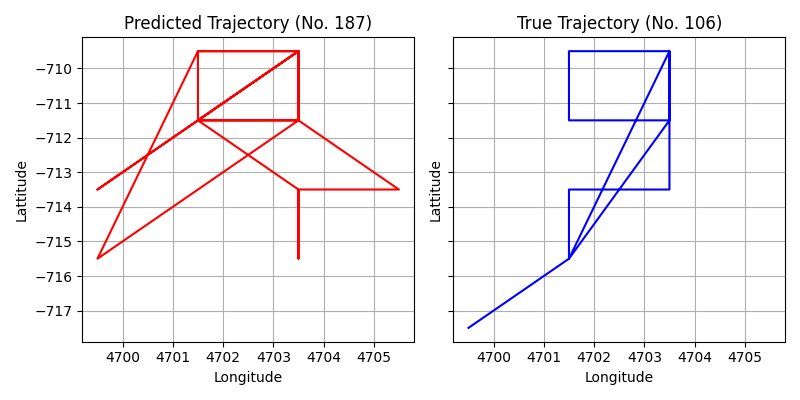 Predicted Trajectory (No. 187)
True Trajectory (No. 106)
Lattitude
−710
−711
−712
−713
−714
−715
−716
−717
4700 4701 4702 4703 4704 4705
Longitude
Lattitude
4700 4701 4702 4703 4704 4705
Longitude